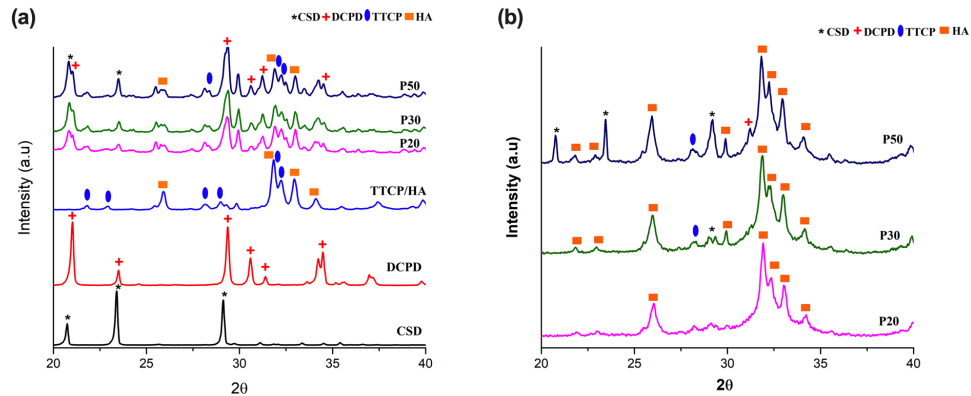 (a)
*CSD +DCPD TTCP HA
P50
P30
P20
TTCP/HA
DCPD
CSD
Intensity (a.u)
20 25 30 35 40
2θ
(b)
* CSD +DCPD TTCP HA
P50
P30
P20
Intensity (a.u)
20 25 30 35 40
2θ